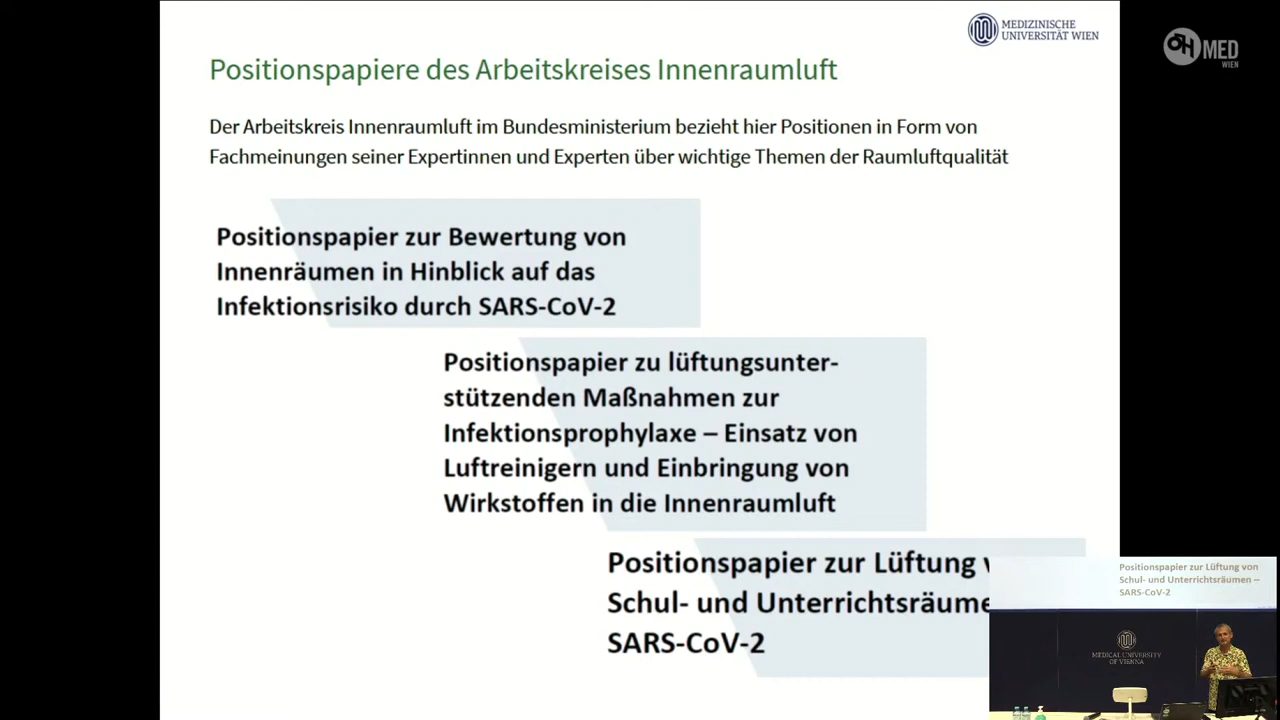 MEDIZINISCHE
UNIVERSITÄT WIEN
ÖH MED
WIEN
Positionspapiere des Arbeitskreises Innenraumluft
Der Arbeitskreis Innenraumluft im Bundesministerium bezieht hier Positionen in Form von
Fachmeinungen seiner Expertinnen und Experten über wichtige Themen der Raumluftqualität
Positionspapier zur Bewertung von
Innenräumen in Hinblick auf das
Infektionsrisiko durch SARS-CoV-2
Positionspapier zu lüftungsunter-
stützenden Maßnahmen zur
Infektionsprophylaxe – Einsatz von
Luftreinigern und Einbringung von
Wirkstoffen in die Innenraumluft
Positionspapier zur Lüftung
Schul- und Unterrichtsräume
SARS-CoV-2
Positionspapier zur Lüftung von
Schul- und Unterrichtsräumen –
SARS-CoV-2
MEDICAL UNIVERSITY
OF VIENNA